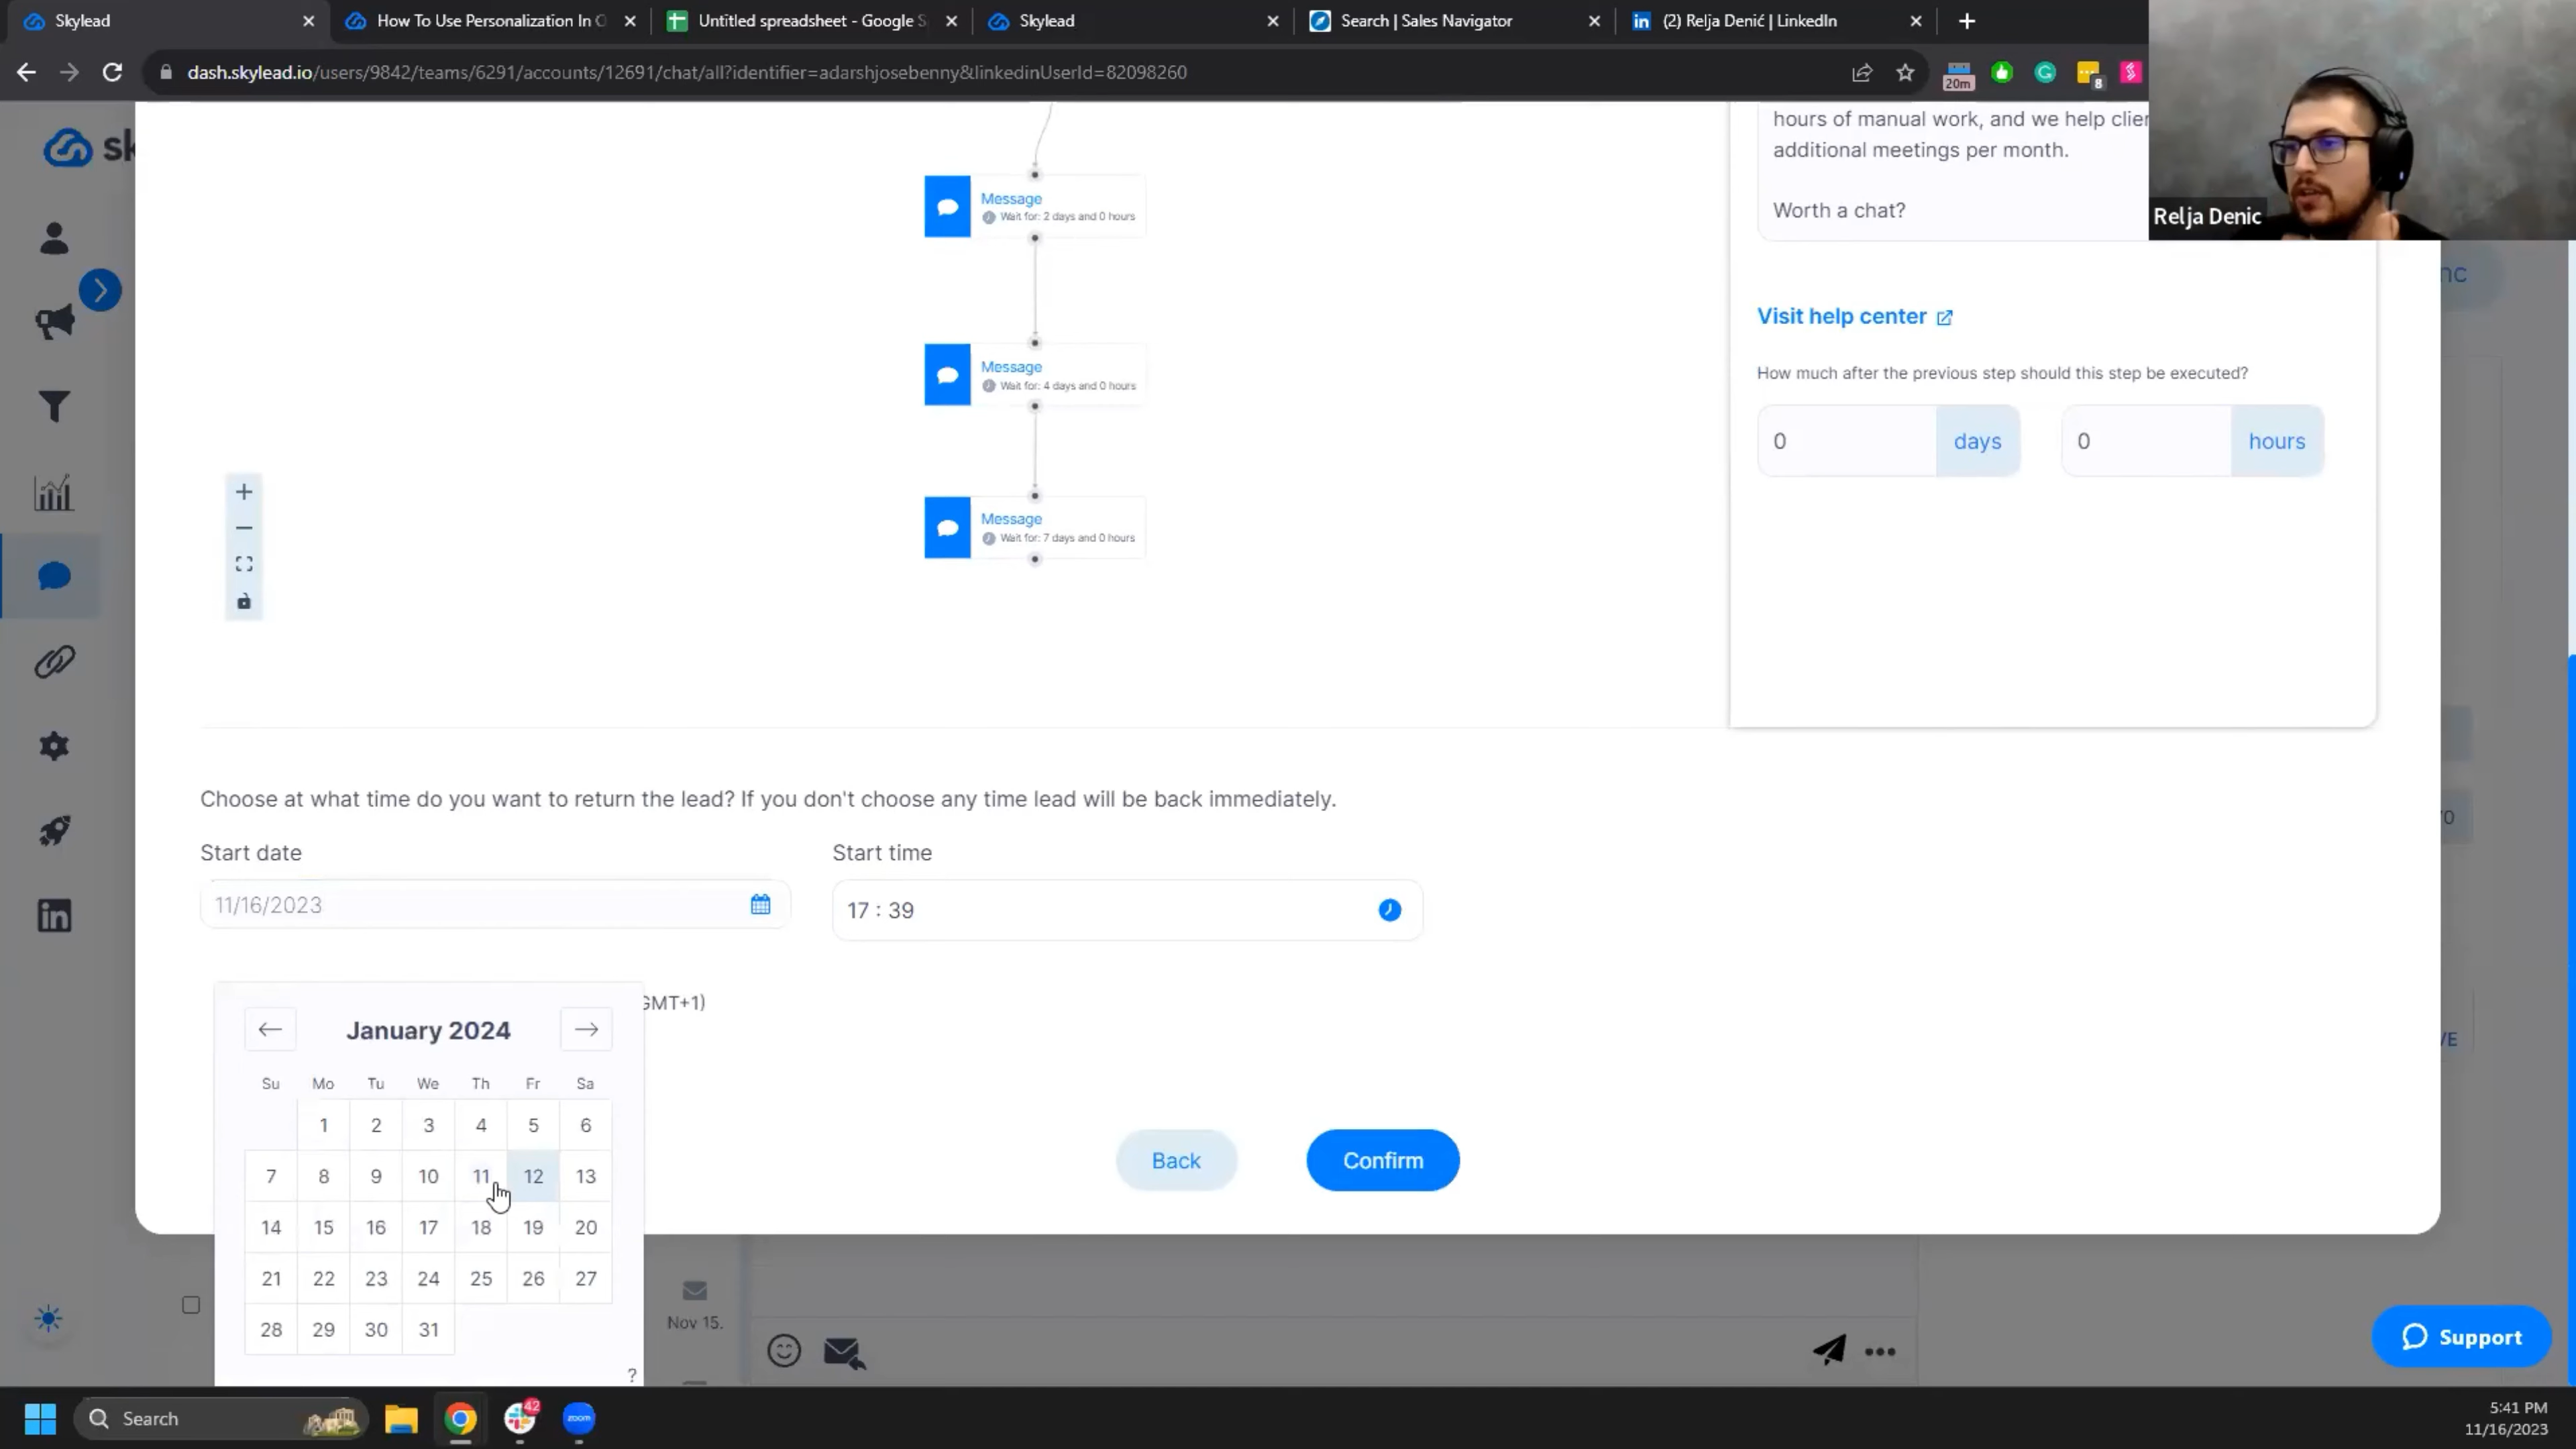 Skylead
How To Use Personalization In O
Untitled spreadsheet - Google S
Skylead
Search | Sales Navigator
(2) Relja Denić | LinkedIn
dash.skylead.io/users/9842/teams/6291/accounts/12691/chat/all?identifier=adarshjosebenny&linkedinUserId=82098260
20m
8
sk
hours of manual work, and we help clien
additional meetings per month.
Worth a chat?
Relja Denic
Message
Wait for: 2 days and 0 hours
Message
Wait for: 4 days and 0 hours
Message
Wait for: 7 days and 0 hours
nc
Visit help center
How much after the previous step should this step be executed?
0 days 0 hours
Choose at what time do you want to return the lead? If you don't choose any time lead will be back immediately.
Start date Start time
11/16/2023
17 : 39
GMT+1)
January 2024
Su Mo Tu We Th Fr Sa
1 2 3 4 5 6
7 8 9 10 11 12 13
14 15 16 17 18 19 20
21 22 23 24 25 26 27
28 29 30 31
?
Back
Confirm
VE
Nov 15.
Support
Search
42
zoom
5:41 PM
11/16/2023